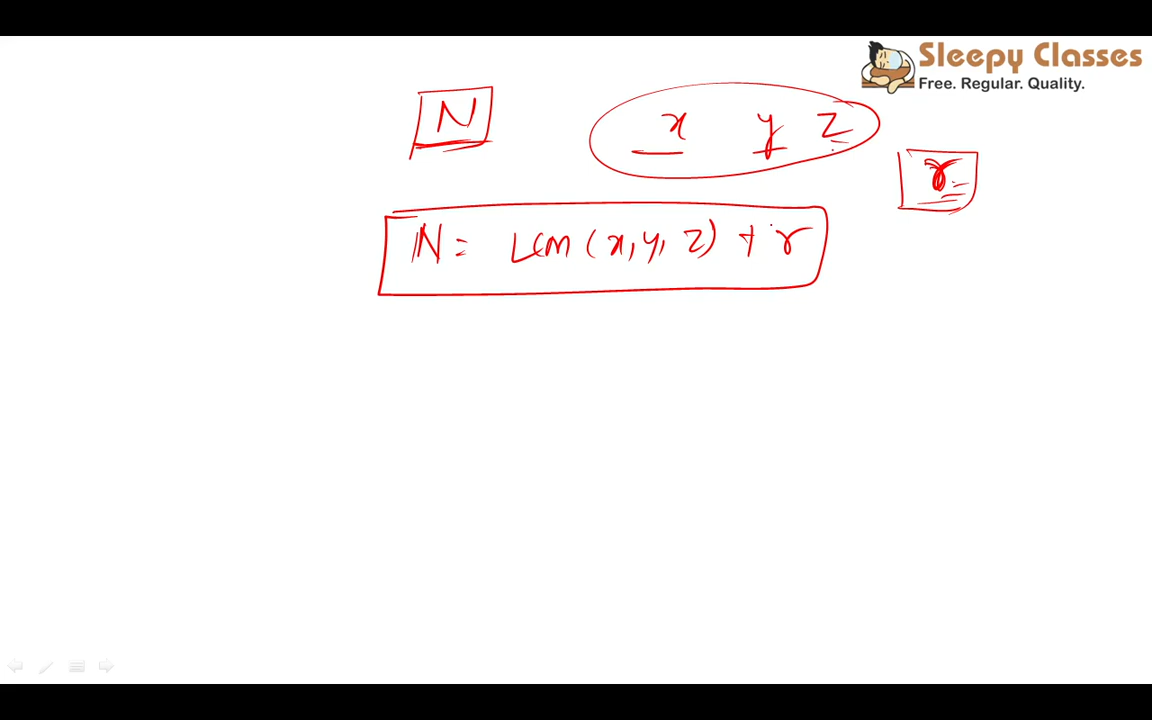 Sleepy Classes
Free. Regular. Quality.
N x y z
r
N = Lcm (x, y, z) + r